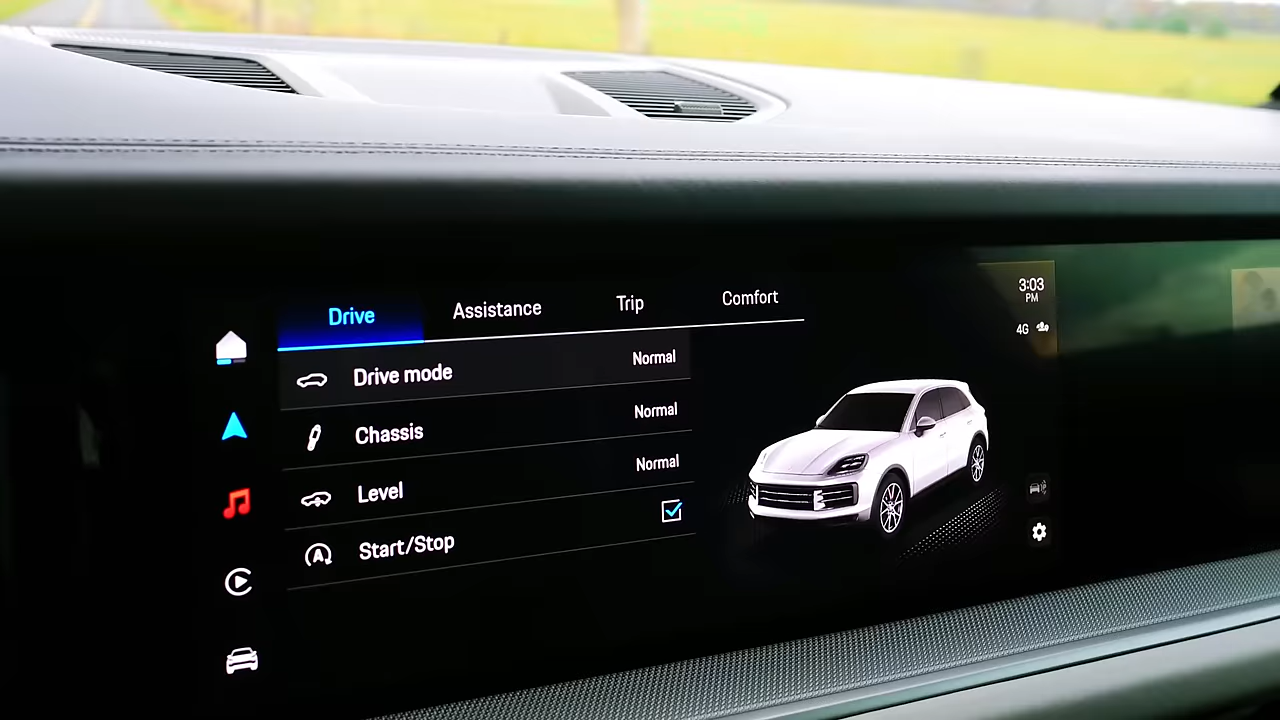 Drive Assistance Trip Comfort
3:03
PM
4G
Drive mode Normal
Chassis Normal
Level Normal
Start/Stop